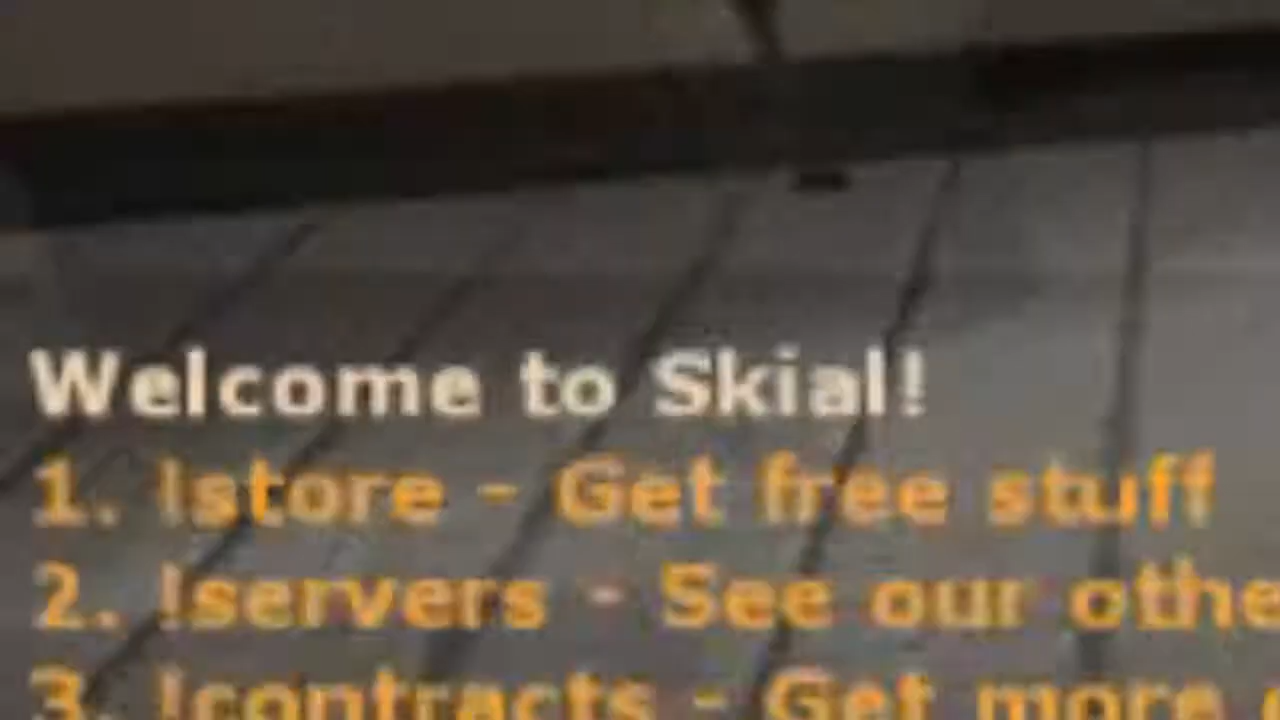 Welcome to Skial!
1. !store - Get free stuff
2. !servers - See our othe
3. !contracts - Get more